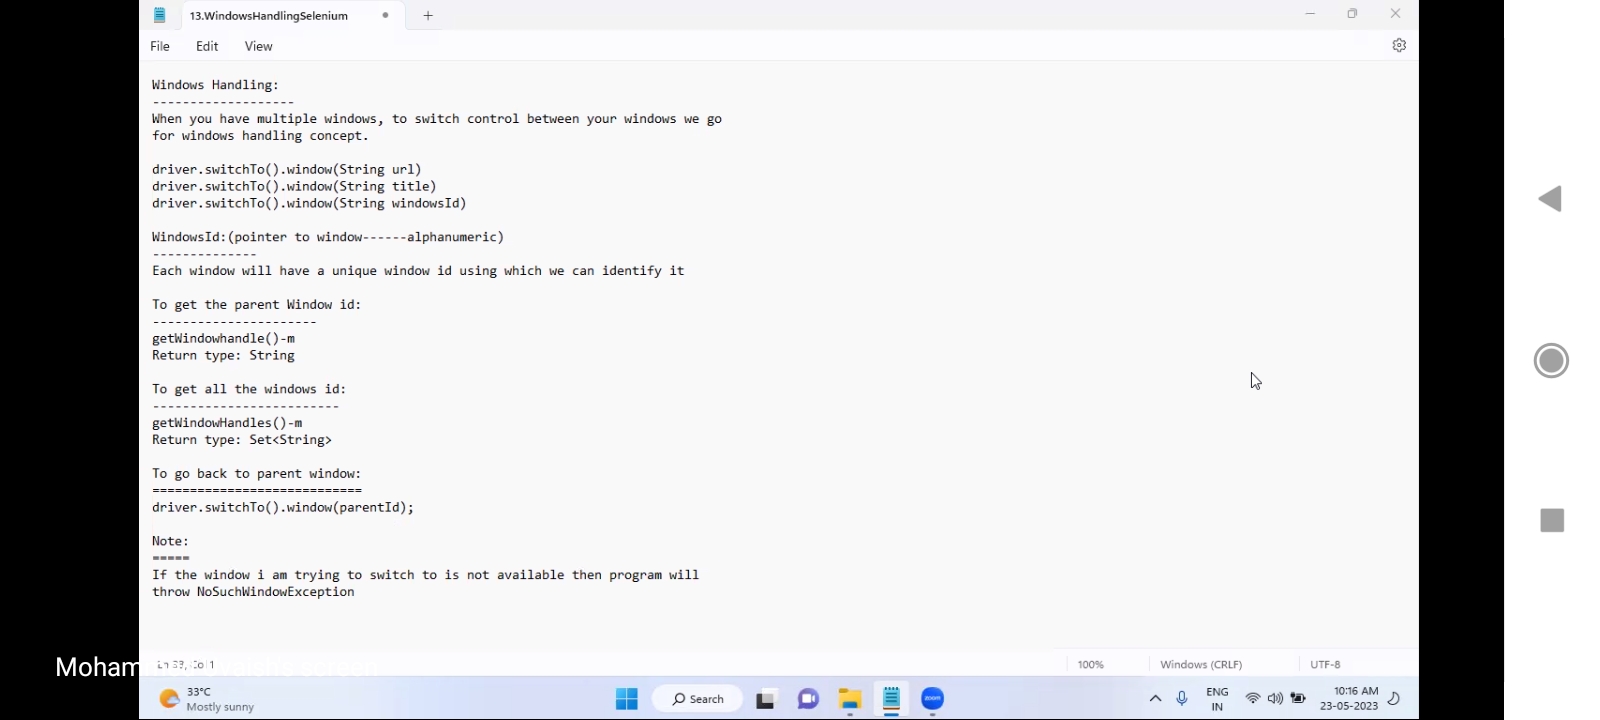 13.WindowsHandlingSelenium
File Edit View
Windows Handling:
-------------------
When you have multiple windows, to switch control between your windows we go
for windows handling concept.
driver.switchTo().window(String url)
driver.switchTo().window(String title)
driver.switchTo().window(String windowsId)
WindowsId:(pointer to window------alphanumeric)
--------------
Each window will have a unique window id using which we can identify it
To get the parent Window id:
----------------------
getWindowhandle()-m
Return type: String
To get all the windows id:
-------------------------
getWindowHandles()-m
Return type: Set<String>
To go back to parent window:
============================
driver.switchTo().window(parentId);
Note:
=====
If the window i am trying to switch to is not available then program will
throw NoSuchWindowException
100% Windows (CRLF) UTF-8
33°C
Mostly sunny
Search
zoom
ENG
IN
10:16 AM
23-05-2023